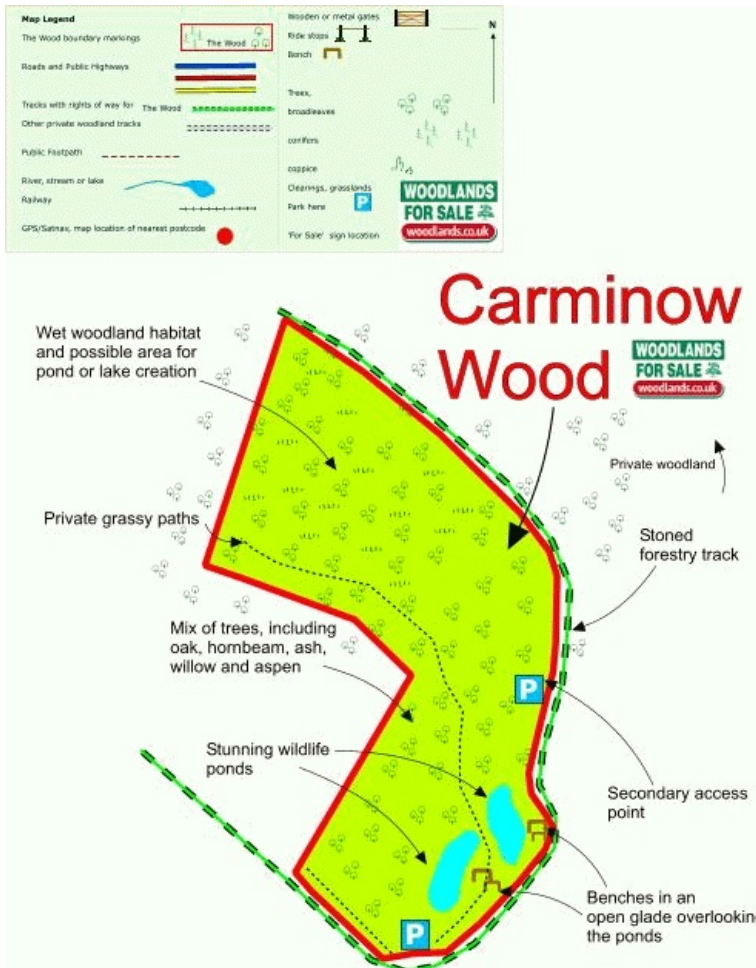 Map Legend
The Wood boundary markings
The Wood
Roads and Public Highways
Tracks with rights of way for The Wood
Other private woodland tracks
Public Footpath
River, stream or lake
Railway
GPS/Satnav, map location of nearest postcode
Wooden or metal gates
Ride stops
Bench
N
Trees,
broadleaves
conifers
coppice
Clearings, grasslands
Park here P
'For Sale' sign location
WOODLANDS
FOR SALE
woodlands.co.uk
Carminow
Wood
WOODLANDS
FOR SALE
woodlands.co.uk
Wet woodland habitat
and possible area for
pond or lake creation
Private woodland
Private grassy paths
Stoned
forestry track
Mix of trees, including
oak, hornbeam, ash,
willow and aspen
P
Stunning wildlife
ponds
Secondary access
point
Benches in an
open glade overlookin
the ponds
P